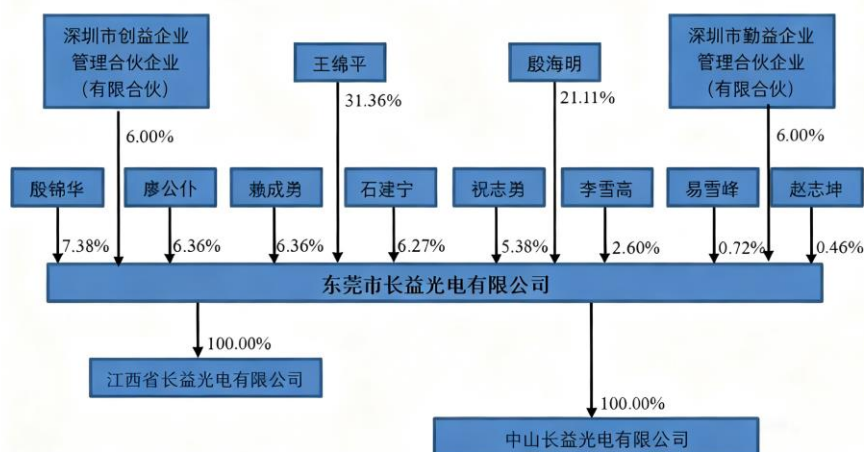 深圳市创益企业
管理合伙企业
（有限合伙）
王绵平
殷海明
深圳市勤益企业
管理合伙企业
（有限合伙）
31.36%
21.11%
6.00%
6.00%
殷锦华
廖公仆
赖成勇
石建宁
祝志勇
李雪高
易雪峰
赵志坤
7.38%
6.36%
6.36%
6.27%
5.38%
2.60%
0.72%
0.46%
东莞市长益光电有限公司
100.00%
江西省长益光电有限公司
100.00%
中山长益光电有限公司